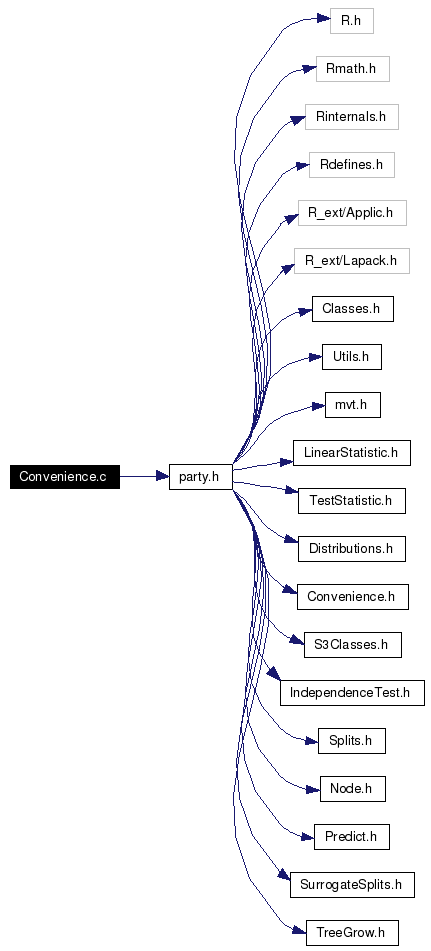 R.h
Rmath.h
Rinternals.h
Rdefines.h
R_ext/Applic.h
R_ext/Lapack.h
Classes.h
Utils.h
mvt.h
LinearStatistic.h
Convenience.c
party.h
TestStatistic.h
Distributions.h
Convenience.h
S3Classes.h
IndependenceTest.h
Splits.h
Node.h
Predict.h
SurrogateSplits.h
TreeGrow.h